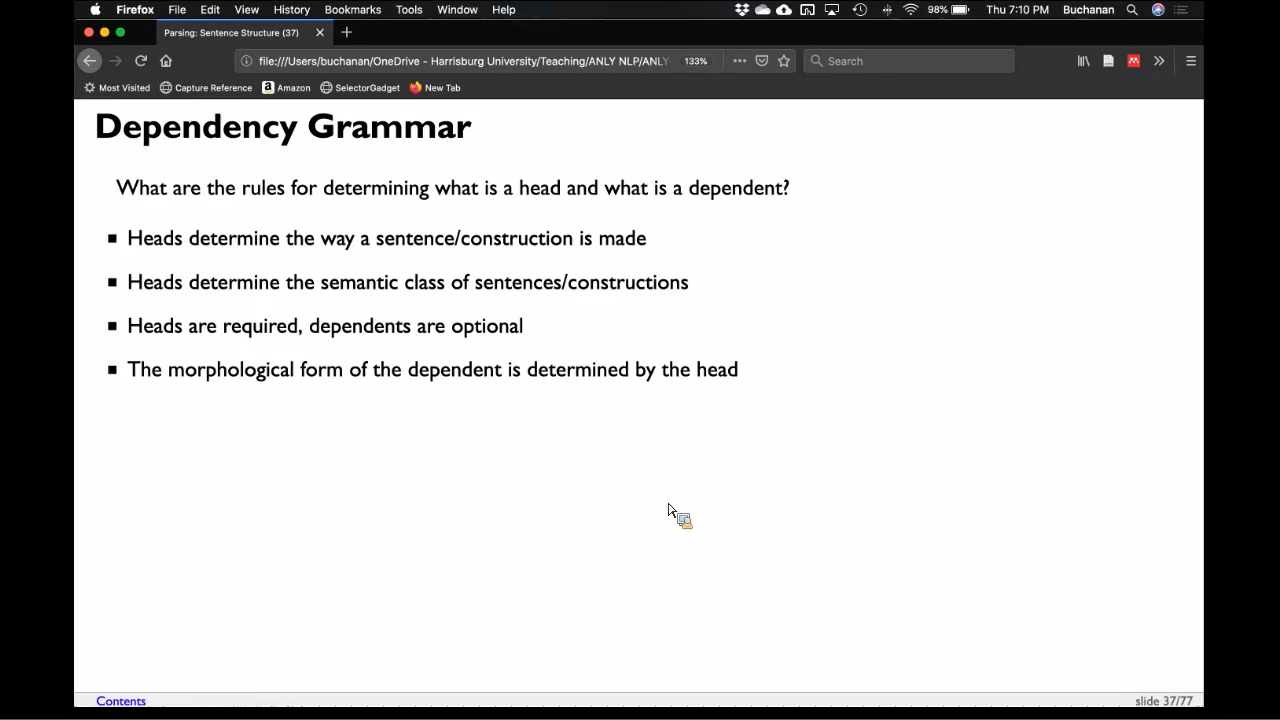 Firefox File Edit View History Bookmarks Tools Window Help 98% Thu 7:10 PM Buchanan
Parsing: Sentence Structure (37)
file:///Users/buchanan/OneDrive - Harrisburg University/Teaching/ANLY NLP/ANLY 133% Search
Most Visited Capture Reference Amazon SelectorGadget New Tab
Dependency Grammar
What are the rules for determining what is a head and what is a dependent?
Heads determine the way a sentence/construction is made
Heads determine the semantic class of sentences/constructions
Heads are required, dependents are optional
The morphological form of the dependent is determined by the head
Contents slide 37/77